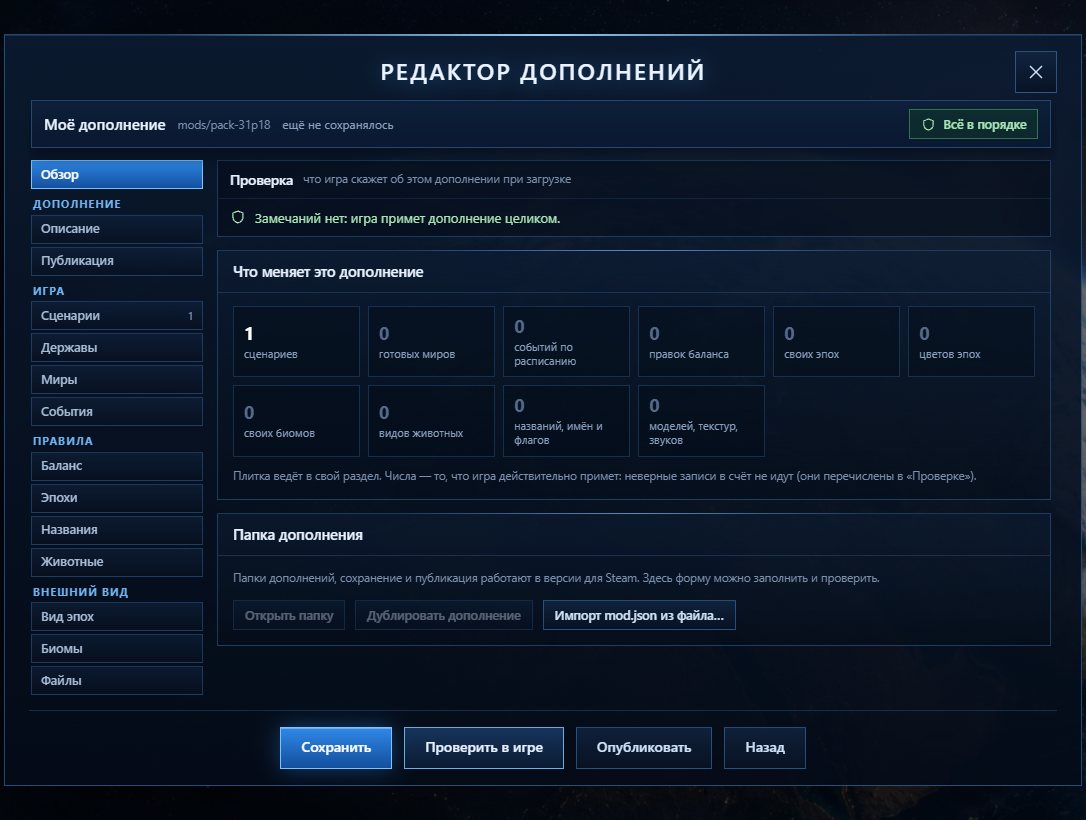 РЕДАКТОР ДОПОЛНЕНИЙ
Моё дополнение mods/pack-31p18 ещё не сохранялось
Всё в порядке
Обзор
ДОПОЛНЕНИЕ
Описание
Публикация
ИГРА
Сценарии 1
Державы
Миры
События
ПРАВИЛА
Баланс
Эпохи
Названия
Животные
ВНЕШНИЙ ВИД
Вид эпох
Биомы
Файлы
Проверка что игра скажет об этом дополнении при загрузке
Замечаний нет: игра примет дополнение целиком.
Что меняет это дополнение
1
сценариев
0
готовых миров
0
событий по
расписанию
0
правок баланса
0
своих эпох
0
цветов эпох
0
своих биомов
0
видов животных
0
названий, имён и
флагов
0
моделей, текстур,
звуков
Плитка ведёт в свой раздел. Числа — то, что игра действительно примет: неверные записи в счёт не идут (они перечислены в «Проверке»).
Папка дополнения
Папки дополнений, сохранение и публикация работают в версии для Steam. Здесь форму можно заполнить и проверить.
Открыть папку
Дублировать дополнение
Импорт mod.json из файла...
Сохранить
Проверить в игре
Опубликовать
Назад